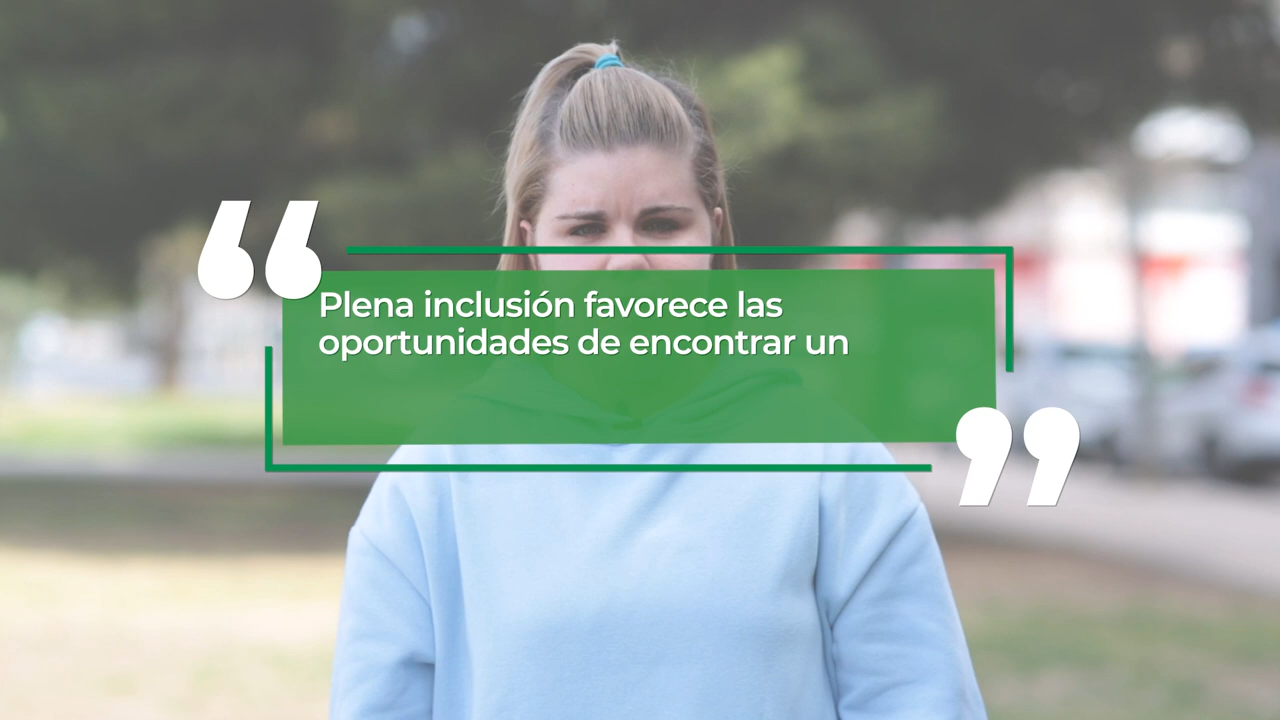 Plena inclusión favorece las
oportunidades de encontrar un